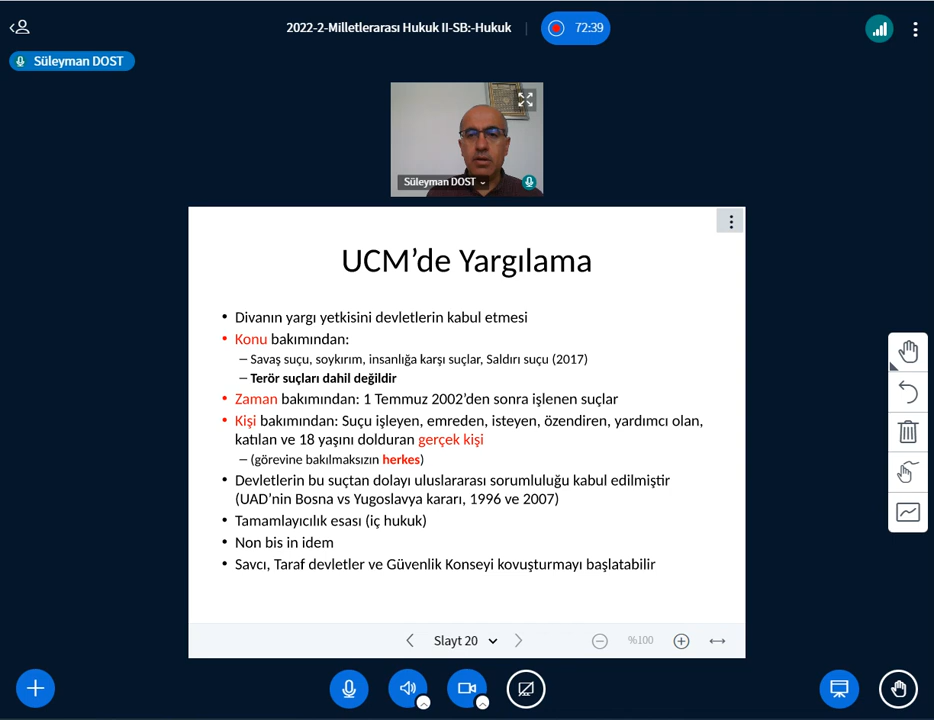 2022-2-Milletlerarası Hukuk II-SB:-Hukuk
72:39
Süleyman DOST
Süleyman DOST
UCM’de Yargılama
• Divanın yargı yetkisini devletlerin kabul etmesi
• Konu bakımından:
– Savaş suçu, soykırım, insanlığa karşı suçlar, Saldırı suçu (2017)
– Terör suçları dahil değildir
• Zaman bakımından: 1 Temmuz 2002’den sonra işlenen suçlar
• Kişi bakımından: Suçu işleyen, emreden, isteyen, özendiren, yardımcı olan,
katılan ve 18 yaşını dolduran gerçek kişi
– (görevine bakılmaksızın herkes)
• Devletlerin bu suçtan dolayı uluslararası sorumluluğu kabul edilmiştir
(UAD’nin Bosna vs Yugoslavya kararı, 1996 ve 2007)
• Tamamlayıcılık esası (iç hukuk)
• Non bis in idem
• Savcı, Taraf devletler ve Güvenlik Konseyi kovuşturmayı başlatabilir
Slayt 20
%100